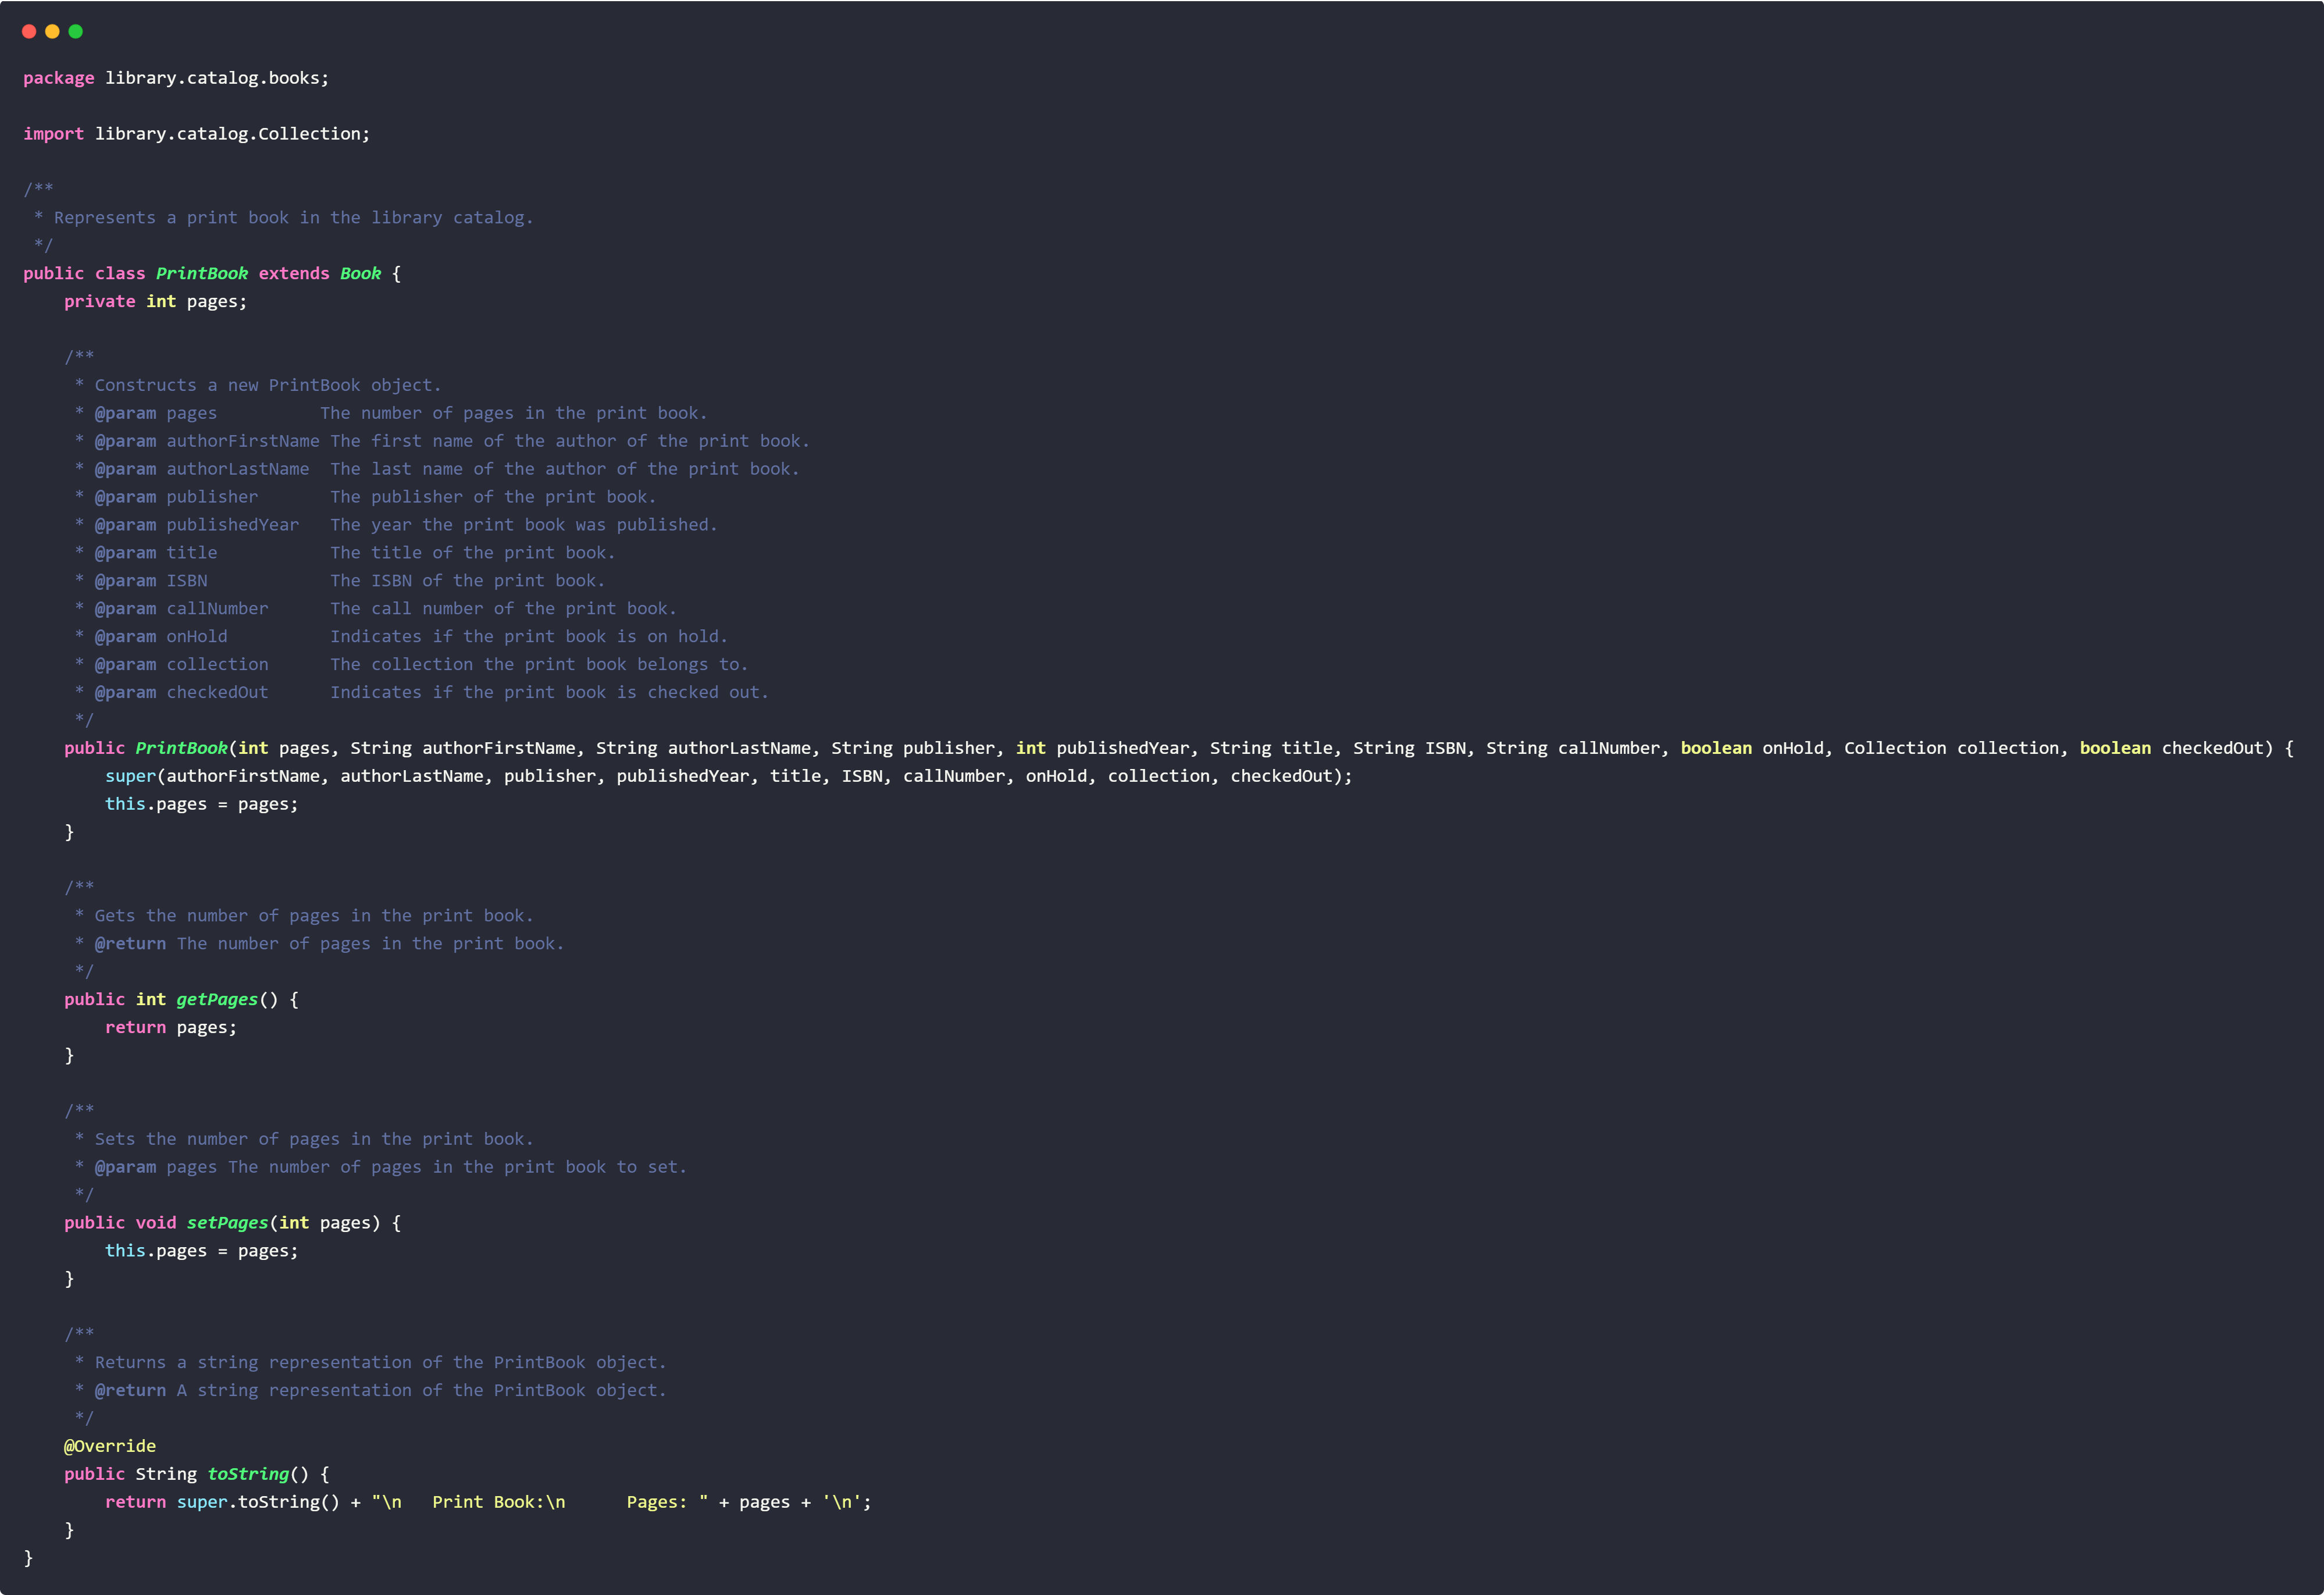 package library.catalog.books;

import library.catalog.Collection;

/**
 * Represents a print book in the library catalog.
 */
public class PrintBook extends Book {
    private int pages;

    /**
     * Constructs a new PrintBook object.
     * @param pages          The number of pages in the print book.
     * @param authorFirstName The first name of the author of the print book.
     * @param authorLastName  The last name of the author of the print book.
     * @param publisher       The publisher of the print book.
     * @param publishedYear   The year the print book was published.
     * @param title           The title of the print book.
     * @param ISBN            The ISBN of the print book.
     * @param callNumber      The call number of the print book.
     * @param onHold          Indicates if the print book is on hold.
     * @param collection      The collection the print book belongs to.
     * @param checkedOut      Indicates if the print book is checked out.
     */
    public PrintBook(int pages, String authorFirstName, String authorLastName, String publisher, int publishedYear, String title, String ISBN, String callNumber, boolean onHold, Collection collection, boolean checkedOut) {
        super(authorFirstName, authorLastName, publisher, publishedYear, title, ISBN, callNumber, onHold, collection, checkedOut);
        this.pages = pages;
    }

    /**
     * Gets the number of pages in the print book.
     * @return The number of pages in the print book.
     */
    public int getPages() {
        return pages;
    }

    /**
     * Sets the number of pages in the print book.
     * @param pages The number of pages in the print book to set.
     */
    public void setPages(int pages) {
        this.pages = pages;
    }

    /**
     * Returns a string representation of the PrintBook object.
     * @return A string representation of the PrintBook object.
     */
    @Override
    public String toString() {
        return super.toString() + "\n   Print Book:\n      Pages: " + pages + '\n';
    }
}